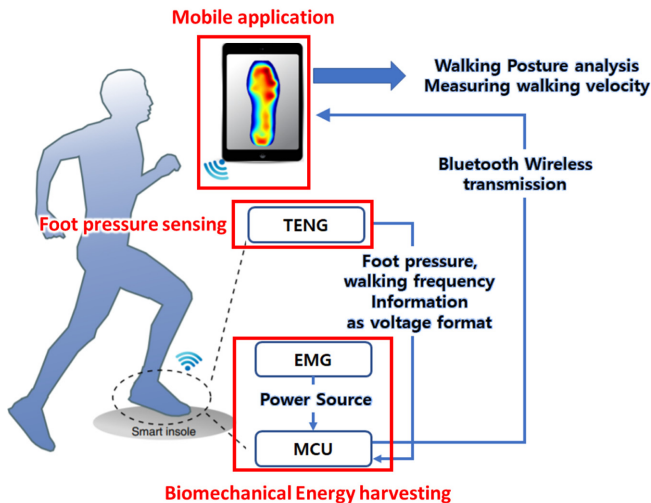 Mobile application
Walking Posture analysis
Measuring walking velocity
Bluetooth Wireless
transmission
Foot pressure sensing
TENG
Foot pressure,
walking frequency
Information
as voltage format
EMG
Power Source
MCU
Smart insole
Biomechanical Energy harvesting